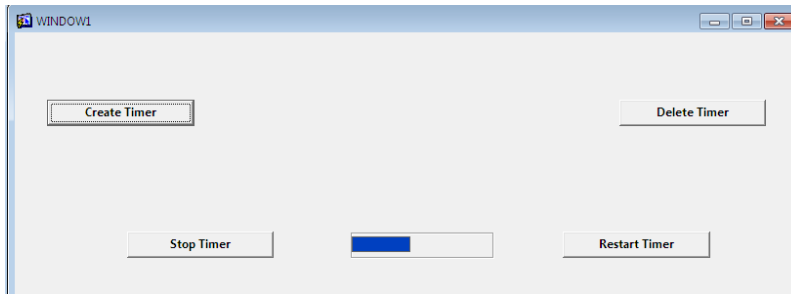 WINDOW1
Create Timer
Delete Timer
Stop Timer
Restart Timer